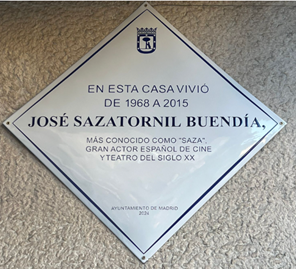 EN ESTA CASA VIVIÓ
DE 1968 A 2015
JOSÉ SAZATORNIL BUENDÍA,
MÁS CONOCIDO COMO "SAZA",
GRAN ACTOR ESPAÑOL DE CINE
Y TEATRO DEL SIGLO XX
AYUNTAMIENTO DE MADRID
2024